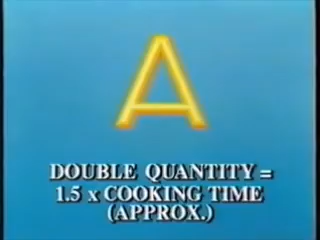 A
DOUBLE QUANTITY =
1.5 x COOKING TIME
(APPROX.)